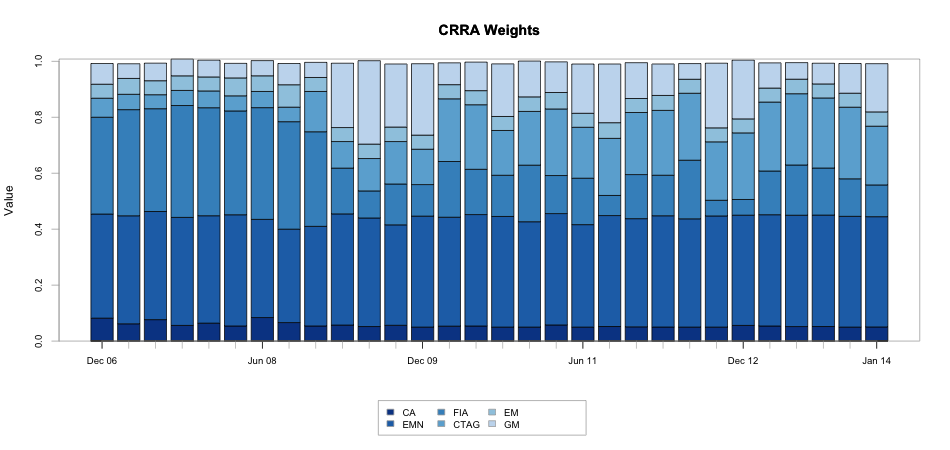 CRRA Weights
1.0
0.8
0.6
0.4
0.2
0.0
Value
Dec 06 Jun 08 Dec 09 Jun 11 Dec 12 Jan 14
CA FIA EM
EMN CTAG GM